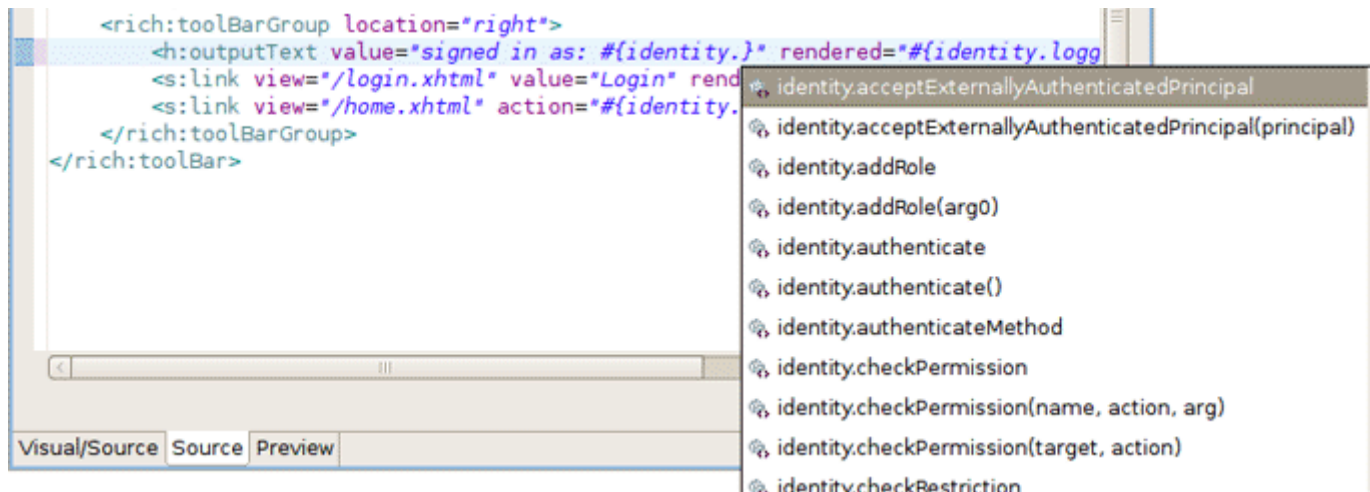 <rich:toolBarGroup location="right">
<h:outputText value="signed in as: #{identity.}" rendered="#{identity.logg
<s:link view="/login.xhtml" value="Login" rend
<s:link view="/home.xhtml" action="#{identity.
</rich:toolBarGroup>
</rich:toolBar>
identity.acceptExternallyAuthenticatedPrincipal
identity.acceptExternallyAuthenticatedPrincipal(principal)
identity.addRole
identity.addRole(arg0)
identity.authenticate
identity.authenticate()
identity.authenticateMethod
identity.checkPermission
identity.checkPermission(name, action, arg)
identity.checkPermission(target, action)
identity.checkRestriction
Visual/Source Source Preview